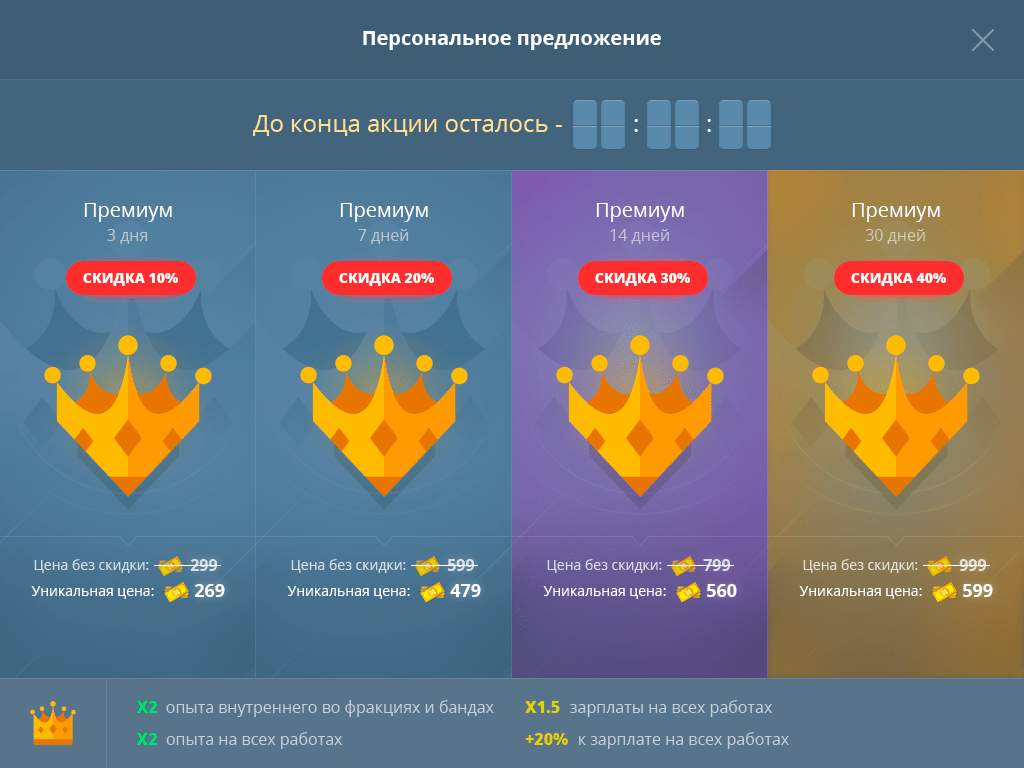 Персональное предложение
До конца акции осталось - : :
Премиум
3 дня
СКИДКА 10%
Цена без скидки: 299
Уникальная цена: 269
Премиум
7 дней
СКИДКА 20%
Цена без скидки: 599
Уникальная цена: 479
Премиум
14 дней
СКИДКА 30%
Цена без скидки: 799
Уникальная цена: 560
Премиум
30 дней
СКИДКА 40%
Цена без скидки: 999
Уникальная цена: 599
X2 опыта внутреннего во фракциях и бандах
X2 опыта на всех работах
X1.5 зарплаты на всех работах
+20% к зарплате на всех работах